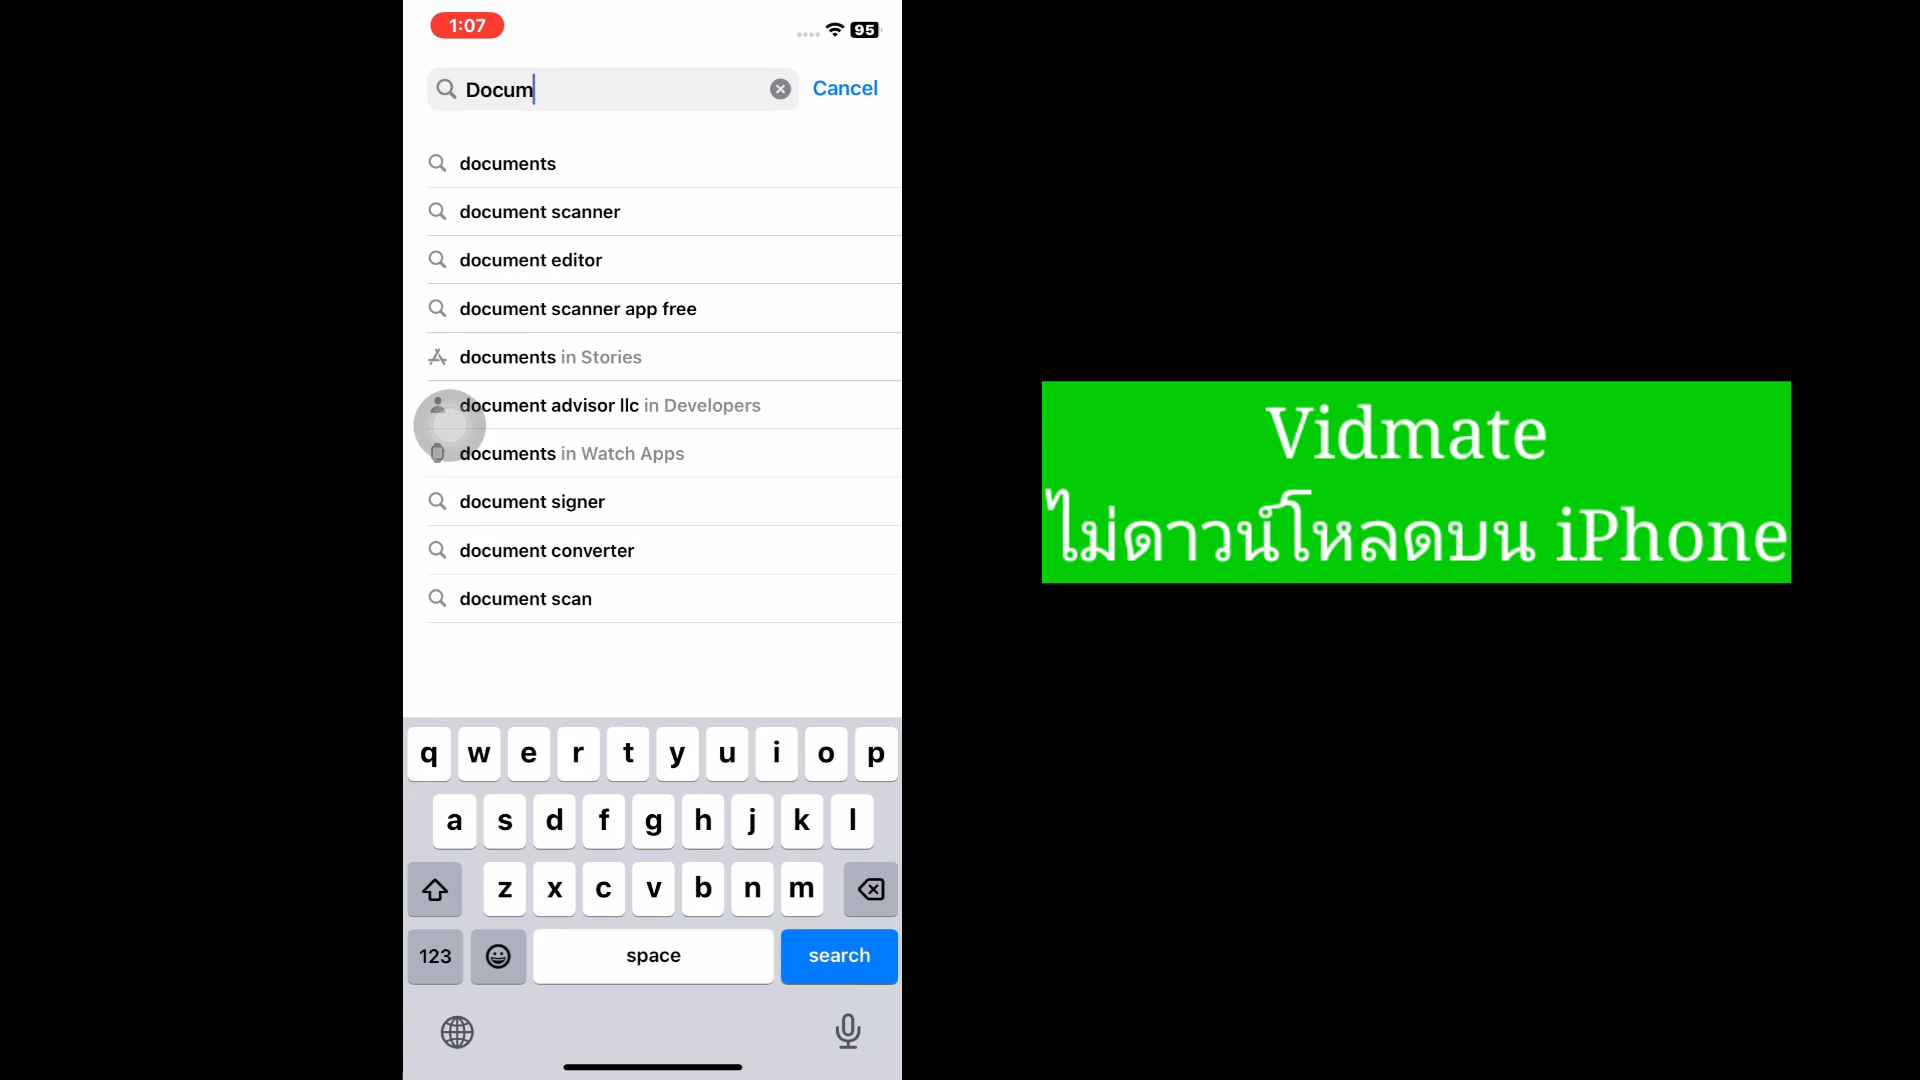 1:07
95
Docum
Cancel
documents
document scanner
document editor
document scanner app free
documents in Stories
document advisor llc in Developers
documents in Watch Apps
document signer
document converter
document scan
q w e r t y u i o p
a s d f g h j k l
z x c v b n m
123 space search
Vidmate
ไม่ดาวน์โหลดบน iPhone